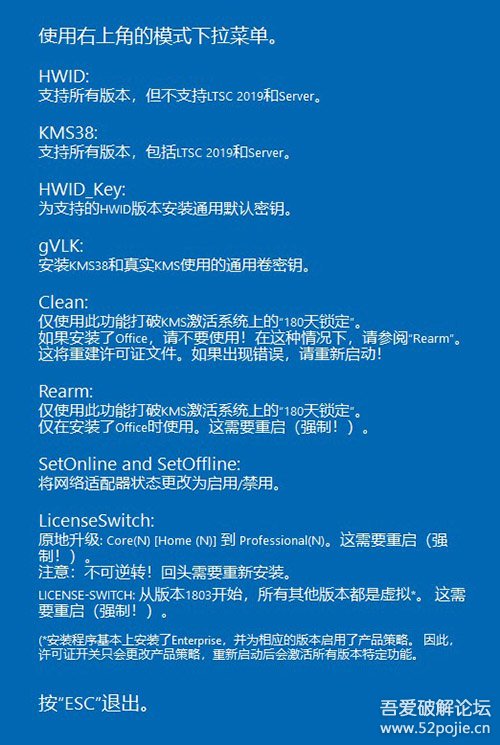 使用右上角的模式下拉菜单。
HWID:
支持所有版本，但不支持LTSC 2019和Server。
KMS38:
支持所有版本，包括LTSC 2019和Server。
HWID_Key:
为支持的HWID版本安装通用默认密钥。
gVLK:
安装KMS38和真实KMS使用的通用卷密钥。
Clean:
仅使用此功能打破KMS激活系统上的“180天锁定”。
如果安装了Office，请不要使用！在这种情况下，请参阅“Rearm”。
这将重建许可证文件。如果出现错误，请重新启动！
Rearm:
仅使用此功能打破KMS激活系统上的“180天锁定”。
仅在安装了Office时使用。这需要重启（强制！）。
SetOnline and SetOffline:
将网络适配器状态更改为启用/禁用。
LicenseSwitch:
原地升级: Core(N) [Home (N)] 到 Professional(N)。这需要重启（强
制！）。
注意：不可逆转！回头需要重新安装。
LICENSE-SWITCH: 从版本1803开始，所有其他版本都是虚拟*。 这需
要重启（强制！）。
(*安装程序基本上安装了Enterprise，并为相应的版本启用了产品策略。 因此，
许可证开关只会更改产品策略，重新启动后会激活所有版本特定功能。
按“ESC”退出。
吾爱破解论坛
www.52pojie.cn